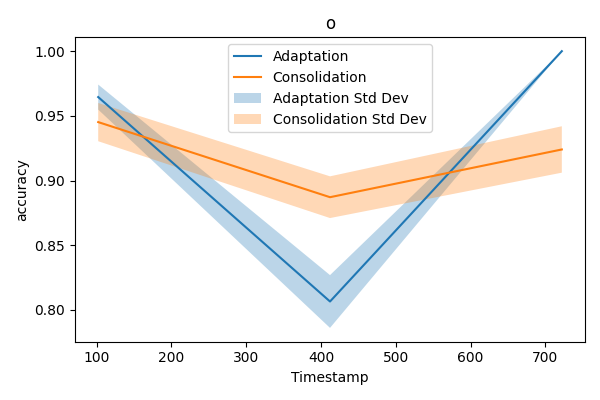 o
Adaptation
Consolidation
Adaptation Std Dev
Consolidation Std Dev
accuracy
1.00
0.95
0.90
0.85
0.80
100 200 300 400 500 600 700
Timestamp